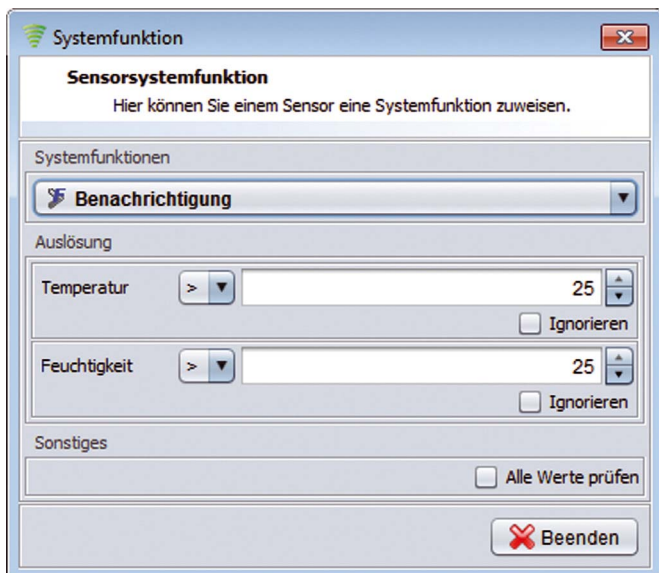 Systemfunktion
Sensorsystemfunktion
Hier können Sie einem Sensor eine Systemfunktion zuweisen.
Systemfunktionen
Benachrichtigung
Auslösung
Temperatur > 25
Ignorieren
Feuchtigkeit > 25
Ignorieren
Sonstiges
Alle Werte prüfen
Beenden